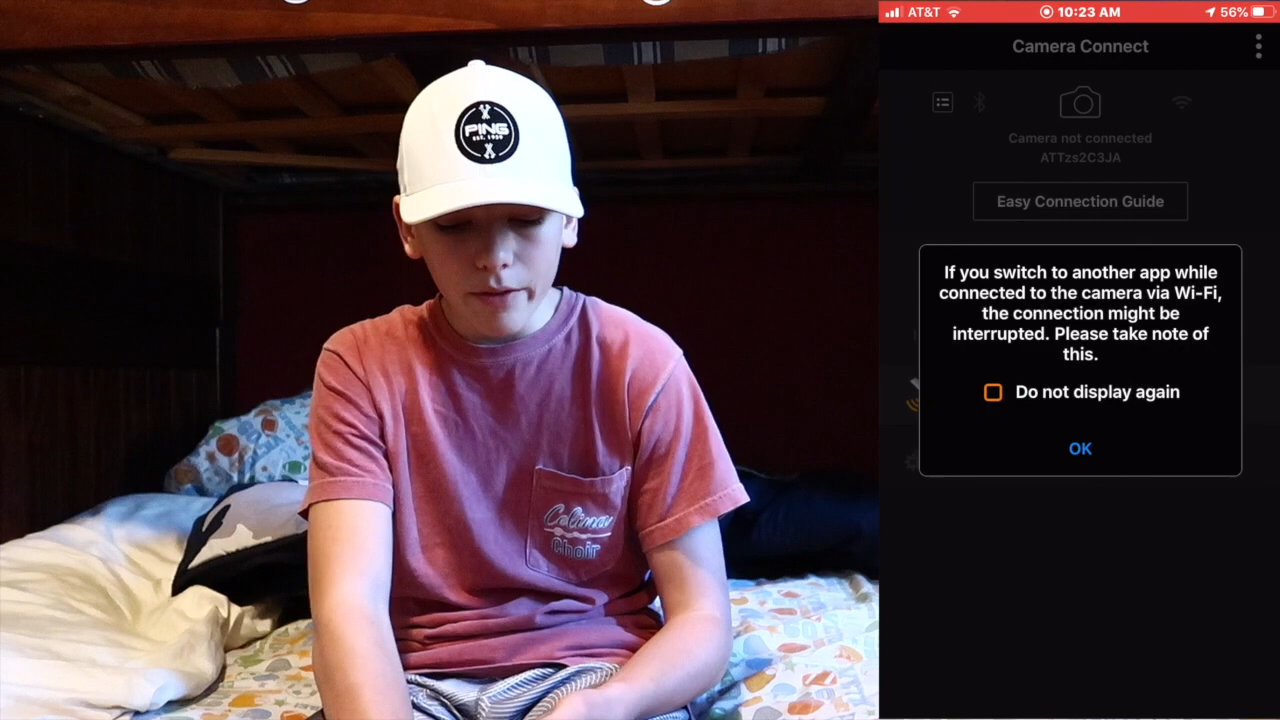 PING
EST. 1959
Celina
Choir
AT&T
10:23 AM
56%
Camera Connect
Camera not connected
ATTzs2C3JA
Easy Connection Guide
If you switch to another app while
connected to the camera via Wi-Fi,
the connection might be
interrupted. Please take note of
this.
Do not display again
OK